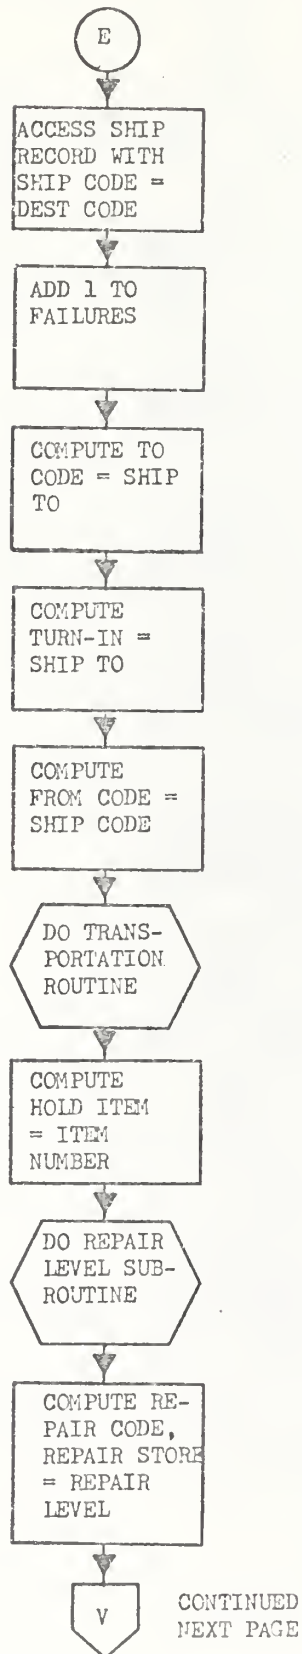 E
ACCESS SHIP
RECORD WITH
SHIP CODE =
DEST CODE
ADD 1 TO
FAILURES
COMPUTE TO
CODE = SHIP
TO
COMPUTE
TURN-IN =
SHIP TO
COMPUTE
FROM CODE =
SHIP CODE
DO TRANS-
PORTATION
ROUTINE
COMPUTE
HOLD ITEM
= ITEM
NUMBER
DO REPAIR
LEVEL SUB-
ROUTINE
COMPUTE RE-
PAIR CODE,
REPAIR STORE
= REPAIR
LEVEL
V
CONTINUED
NEXT PAGE